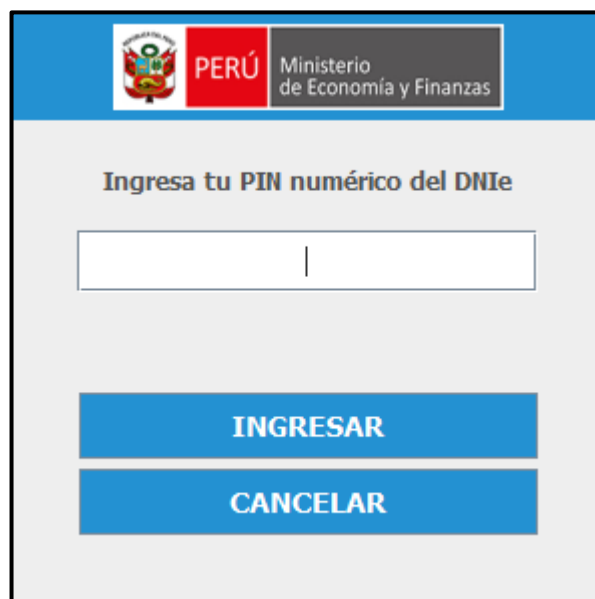 PERÚ
Ministerio
de Economía y Finanzas
Ingresa tu PIN numérico del DNIe
INGRESAR
CANCELAR